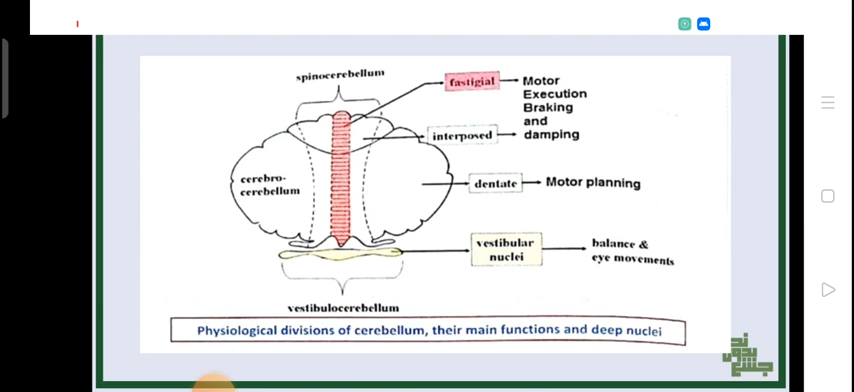 spinocerebellum
fastigial
Motor
Execution
Braking
and
damping
interposed
cerebro-
cerebellum
dentate
Motor planning
vestibular
nuclei
balance &
eye movements
vestibulocerebellum
Physiological divisions of cerebellum, their main functions and deep nuclei